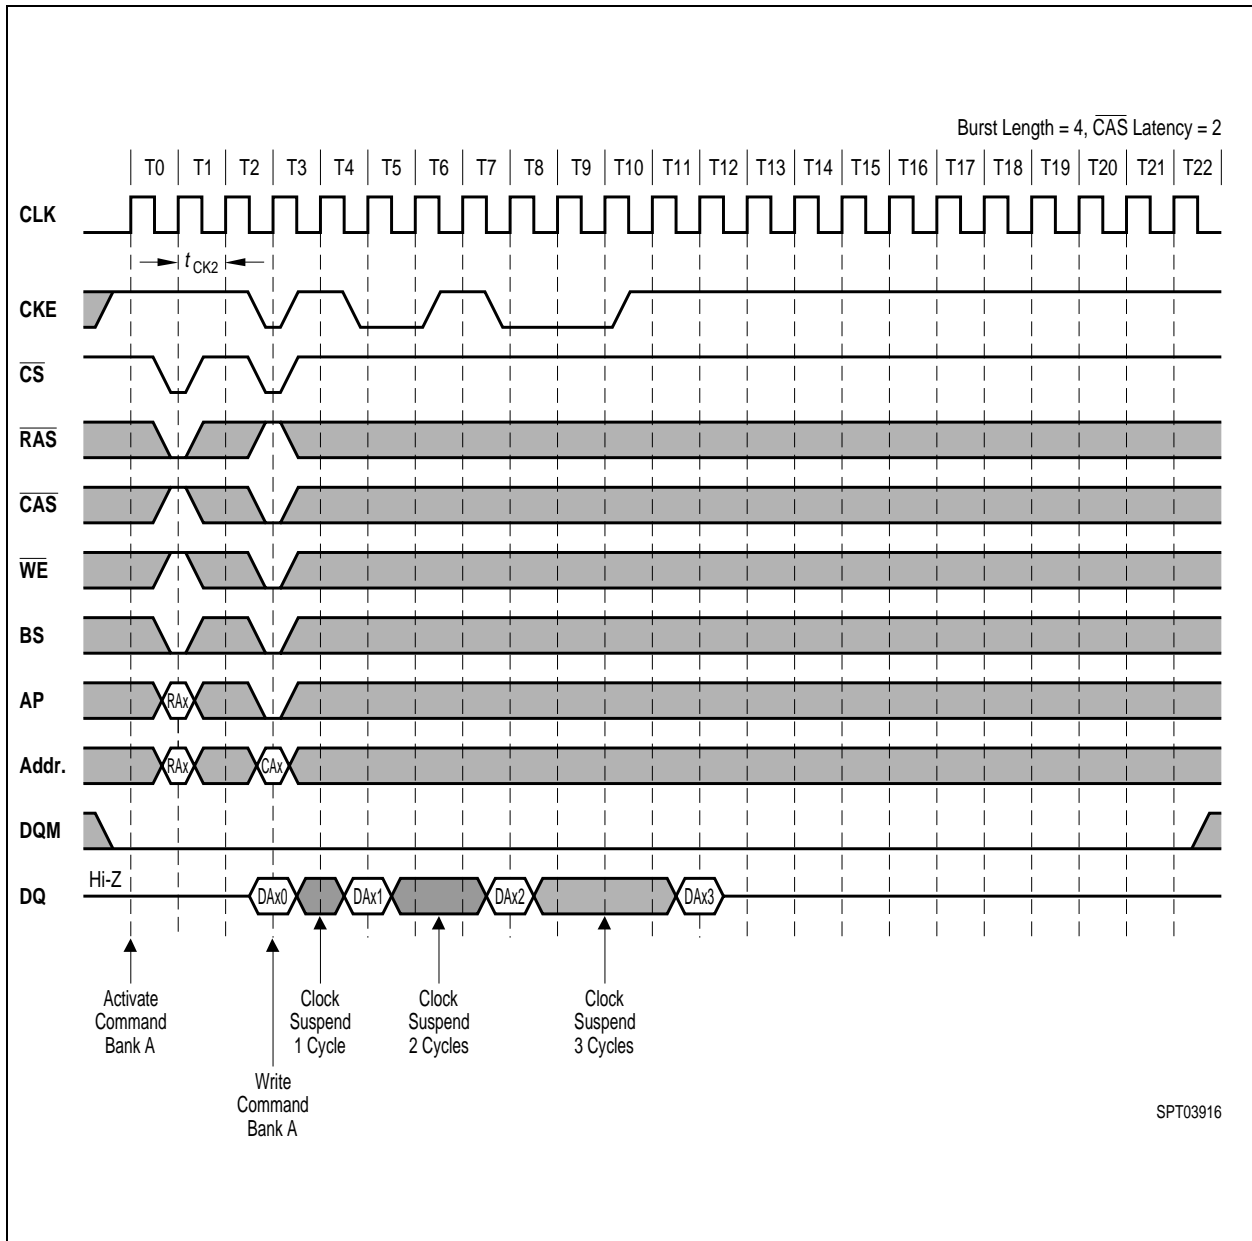 Burst Length = 4, CAS Latency = 2
T0 T1 T2 T3 T4 T5 T6 T7 T8 T9 T10 T11 T12 T13 T14 T15 T16 T17 T18 T19 T20 T21 T22
CLK
t CK2
CKE
CS
RAS
CAS
WE
BS
AP RAx
Addr. RAx CAx
DQM
Hi-Z
DQ DAx0 DAx1 DAx2 DAx3
Activate
Command
Bank A
Clock
Suspend
1 Cycle
Clock
Suspend
2 Cycles
Clock
Suspend
3 Cycles
Write
Command
Bank A
SPT03916